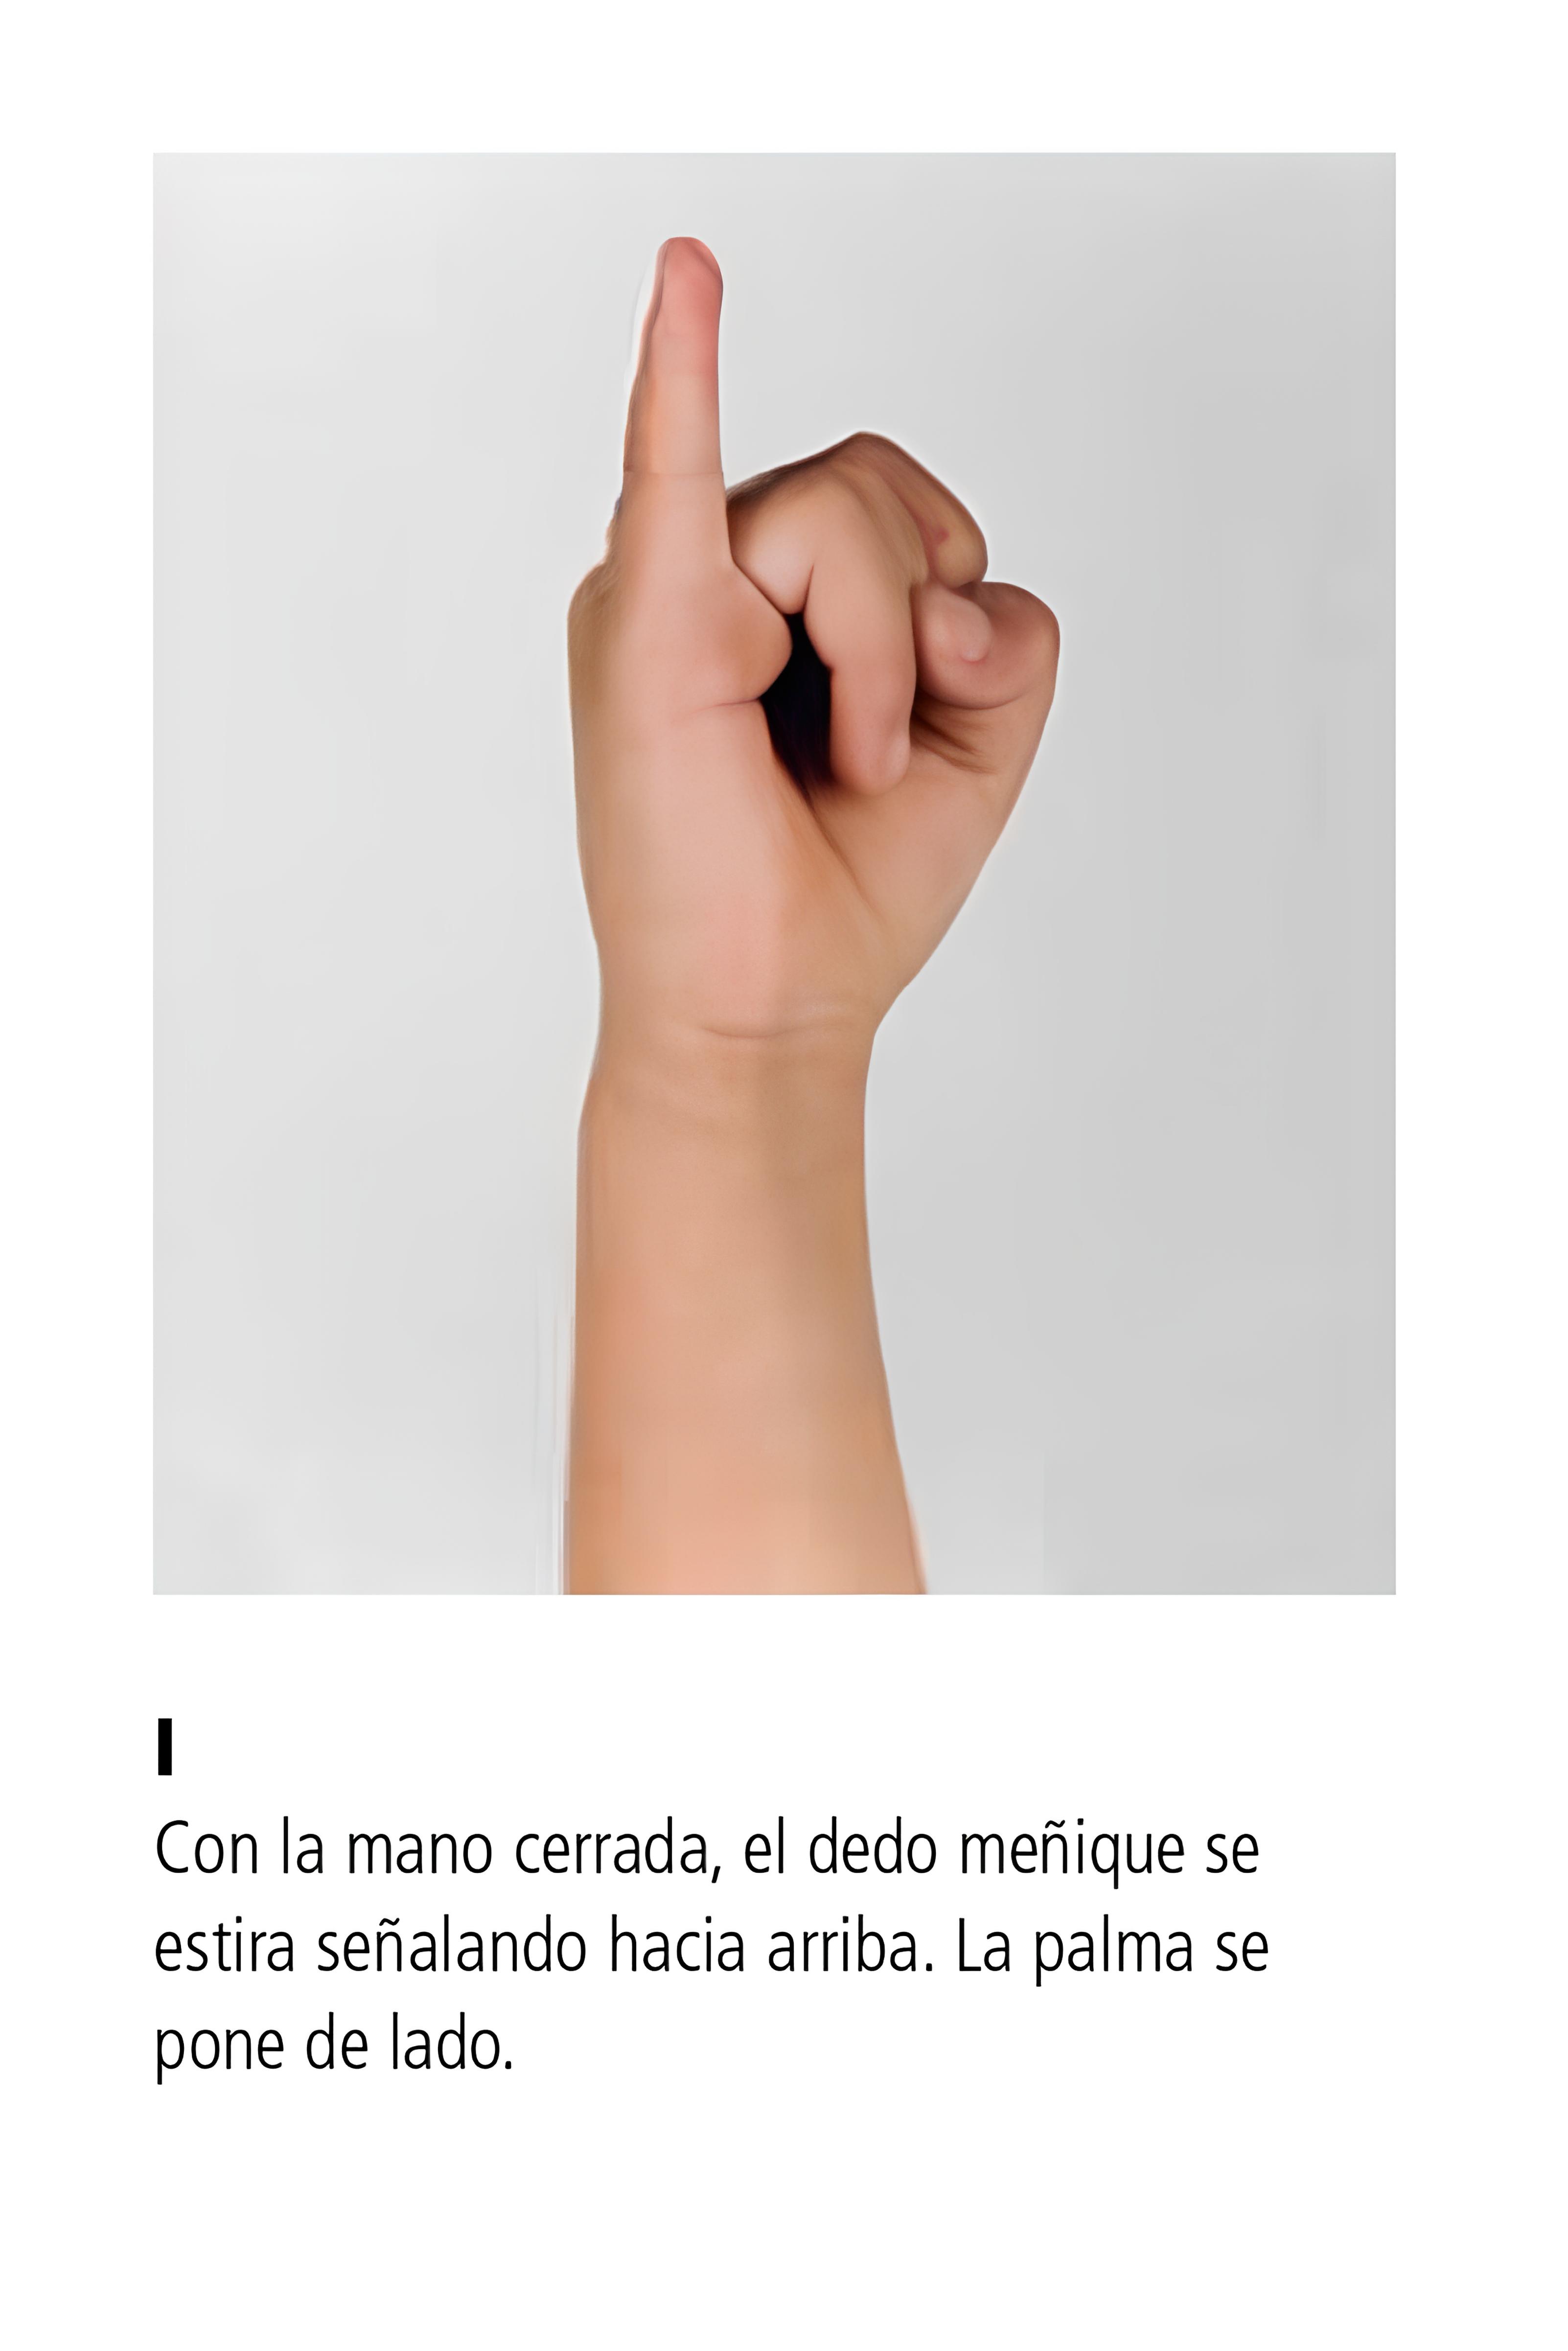 I
Con la mano cerrada, el dedo meñique se
estira señalando hacia arriba. La palma se
pone de lado.